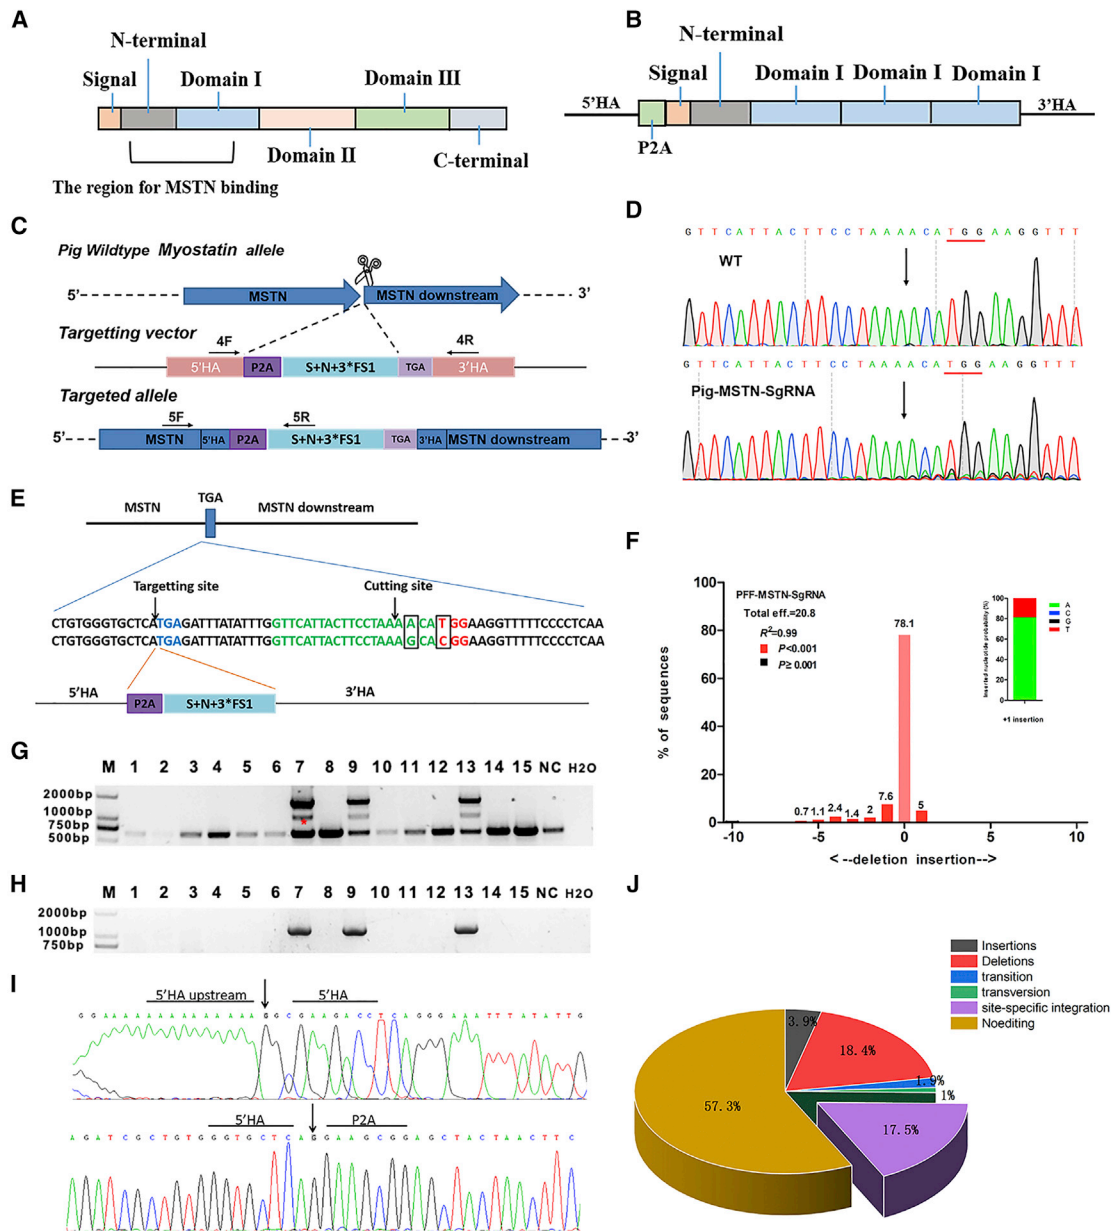 A
N-terminal
Signal
Domain I
Domain III
Domain II
C-terminal
The region for MSTN binding
B
N-terminal
Signal
Domain I
Domain I
Domain I
5'HA
3'HA
P2A
C
Pig Wildtype Myostatin allele
5'
MSTN
MSTN downstream
3'
Targetting vector
4F
4R
5'HA
P2A
S+N+3*FS1
TGA
3'HA
Targeted allele
5F
5R
5'
MSTN
5'HA
P2A
S+N+3*FS1
TGA
3'HA
MSTN downstream
3'
D
G T T C A T T A C T T C C T A A A A C A T G G A A G G T T T
WT
G T T C A T T A C T T C C T A A A A C A T G G A A G G T T T
Pig-MSTN-SgRNA
E
TGA
MSTN
MSTN downstream
Targetting site
Cutting site
CTGTGGGTGCTCATGAGATTTATATTTGGTTCATTACTTCCTAAAACATGGAAGGTTTTTCCCCTCAA
CTGTGGGTGCTCATGAGATTTATATTTGGTTCATTACTTCCTAAAGCACGGAAGGTTTTTCCCCTCAA
5'HA
3'HA
P2A
S+N+3*FS1
F
% of sequences
100
80
60
40
20
0
PFF-MSTN-SgRNA
Total eff.=20.8
R²=0.99
P<0.001
P≥ 0.001
0.7
1.1
2.4
1.4
2
7.6
78.1
5
-10
-5
0
5
10
<--deletion insertion-->
Inserted nucleotide probability (%)
100
80
60
40
20
0
+1 insertion
A
C
G
T
G
M 1 2 3 4 5 6 7 8 9 10 11 12 13 14 15 NC H2O
2000bp
1000bp
750bp
500bp
*
H
M 1 2 3 4 5 6 7 8 9 10 11 12 13 14 15 NC H2O
2000bp
1000bp
750bp
I
5'HA upstream
5'HA
G G A A A A A A A A A A A A A G G C G A A G A C C T C A G G G A A A T T T A T A T T G
5'HA
P2A
A G A T C G C T G T G G G T G C T C A G G A A G C G G A G C T A C T A A C T T C
J
Insertions
Deletions
transition
transversion
site-specific integration
Noediting
3.9%
18.4%
1.9%
1%
17.5%
57.3%